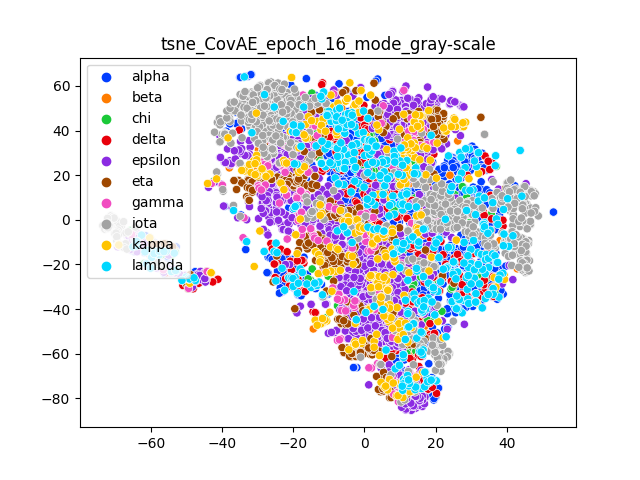 tsne_CovAE_epoch_16_mode_gray-scale
alpha
beta
chi
delta
epsilon
eta
gamma
iota
kappa
lambda
60
40
20
0
−20
−40
−60
−80
−60 −40 −20 0 20 40